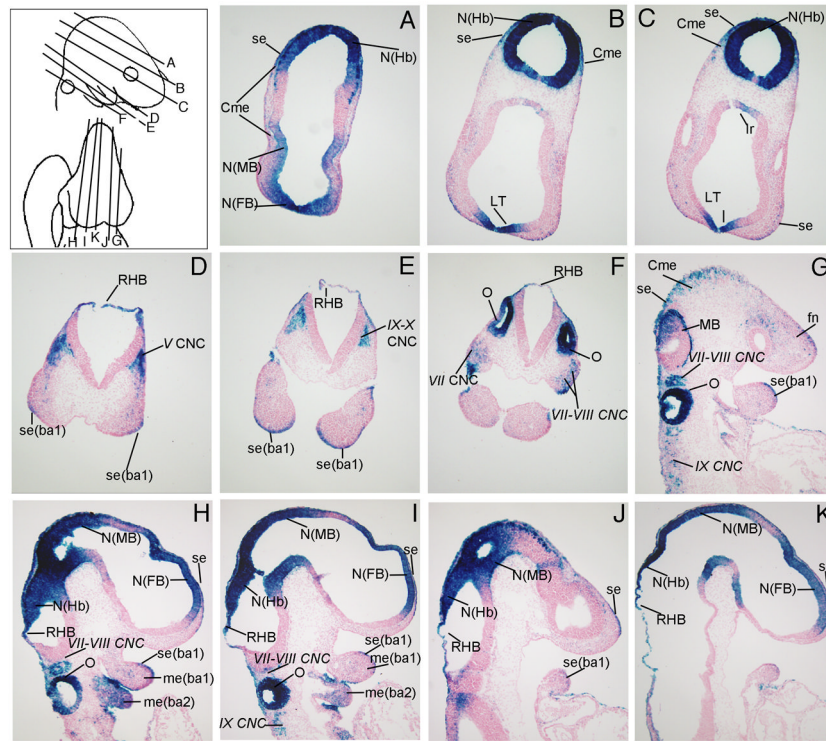 A
B
C
F D
E
H I K J G
A
se
N(Hb)
Cme
N(MB)
N(FB)
B
N(Hb)
se
Cme
LT
C
se
N(Hb)
Cme
Ir
LT
I
se
D
RHB
V CNC
se(ba1)
se(ba1)
E
RHB
IX-X
CNC
se(ba1)
se(ba1)
F
RHB
O
O
VII CNC
VII-VIII CNC
G
Cme
se
MB
fn
VII-VIII CNC
O
se(ba1)
IX CNC
H
N(MB)
se
N(FB)
N(Hb)
RHB
VII-VIII CNC
O
se(ba1)
me(ba1)
me(ba2)
I
N(MB)
se
N(FB)
N(Hb)
RHB
VII-VIII CNC
se(ba1)
O
me(ba1)
me(ba2)
IX CNC
J
N(MB)
N(Hb)
RHB
se
se(ba1)
K
N(MB)
s
N(Hb)
N(FB)
RHB